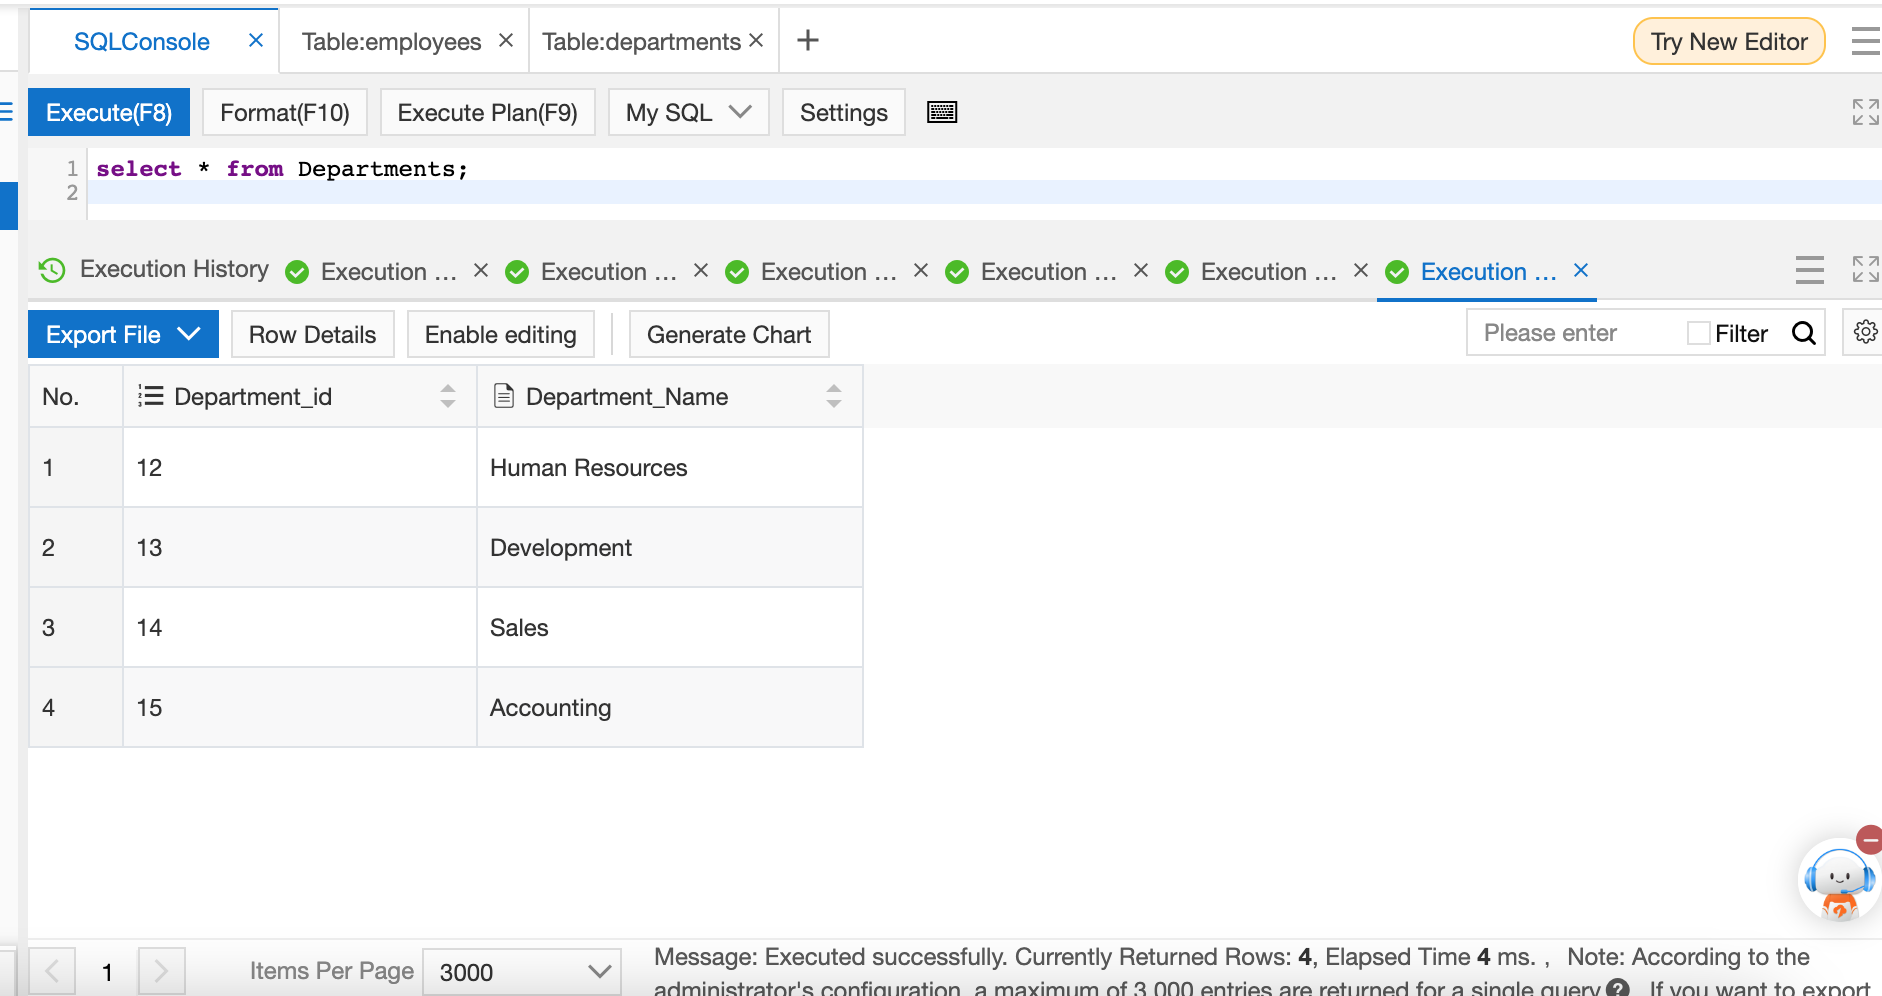 SQLConsole Table:employees Table:departments Try New Editor
Execute(F8) Format(F10) Execute Plan(F9) My SQL Settings
1 select * from Departments;
2
Execution History Execution ... Execution ... Execution ... Execution ... Execution ... Execution ...
Export File Row Details Enable editing Generate Chart Please enter Filter
No. Department_id Department_Name
1 12 Human Resources
2 13 Development
3 14 Sales
4 15 Accounting
1 Items Per Page 3000 Message: Executed successfully. Currently Returned Rows: 4, Elapsed Time 4 ms. , Note: According to the
administrator's configuration, a maximum of 3,000 entries are returned for a single query ? If you want to export